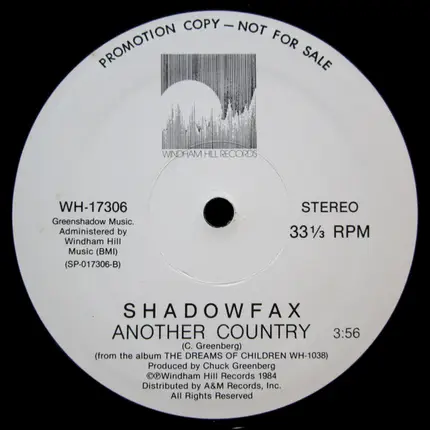 PROMOTION COPY — NOT FOR SALE
WINDHAM HILL RECORDS
WH-17306
Greenshadow Music.
Administered by
Windham Hill
Music (BMI)
(SP-017306-B)
STEREO
33⅓ RPM
SHADOWFAX
ANOTHER COUNTRY 3:56
(C. Greenberg)
(from the album THE DREAMS OF CHILDREN WH-1038)
Produced by Chuck Greenberg
©℗Windham Hill Records 1984
Distributed by A&M Records, Inc.
All Rights Reserved